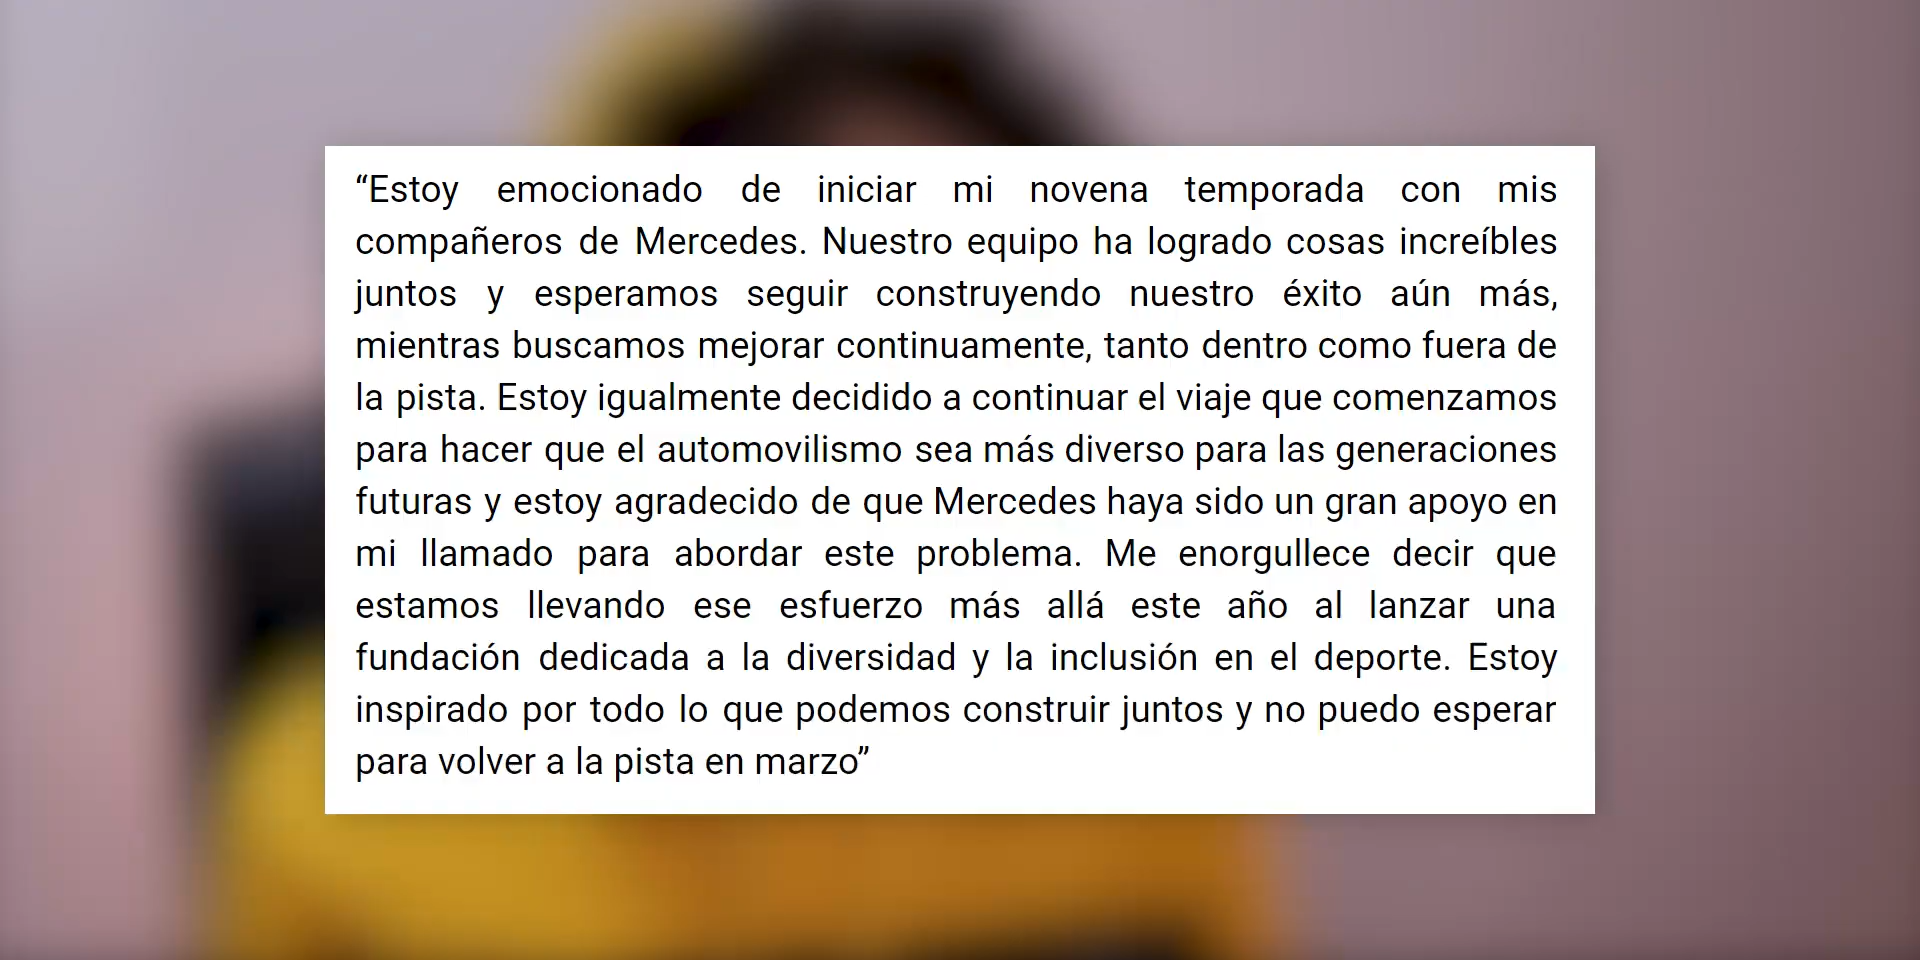 “Estoy emocionado de iniciar mi novena temporada con mis
compañeros de Mercedes. Nuestro equipo ha logrado cosas increíbles
juntos y esperamos seguir construyendo nuestro éxito aún más,
mientras buscamos mejorar continuamente, tanto dentro como fuera de
la pista. Estoy igualmente decidido a continuar el viaje que comenzamos
para hacer que el automovilismo sea más diverso para las generaciones
futuras y estoy agradecido de que Mercedes haya sido un gran apoyo en
mi llamado para abordar este problema. Me enorgullece decir que
estamos llevando ese esfuerzo más allá este año al lanzar una
fundación dedicada a la diversidad y la inclusión en el deporte. Estoy
inspirado por todo lo que podemos construir juntos y no puedo esperar
para volver a la pista en marzo”